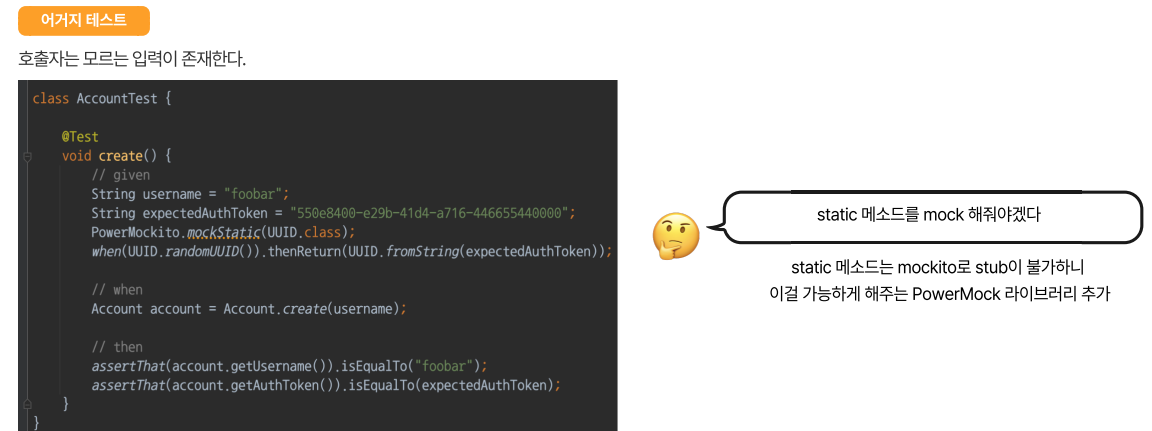 어거지 테스트
호출자는 모르는 입력이 존재한다.
class AccountTest {
@Test
void create() {
// given
String username = "foobar";
String expectedAuthToken = "550e8400-e29b-41d4-a716-446655440000";
PowerMockito.mockStatic(UUID.class);
when(UUID.randomUUID()).thenReturn(UUID.fromString(expectedAuthToken));
// when
Account account = Account.create(username);
// then
assertThat(account.getUsername()).isEqualTo("foobar");
assertThat(account.getAuthToken()).isEqualTo(expectedAuthToken);
}
}
static 메소드를 mock 해줘야겠다
static 메소드는 mockito로 stub이 불가하니
이걸 가능하게 해주는 PowerMock 라이브러리 추가